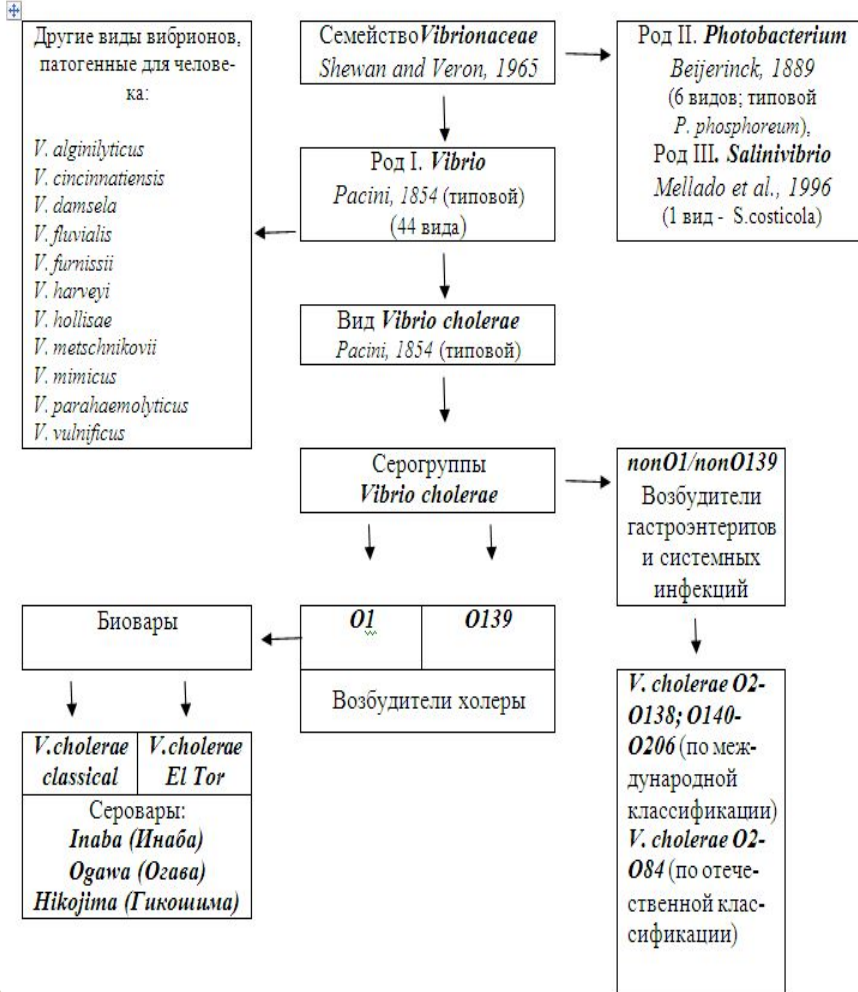 Другие виды вибрионов,
патогенные для челове-
ка:
V. alginilyticus
V. cincinnatiensis
V. damsela
V. fluvialis
V. furnissii
V. harveyi
V. hollisae
V. metschnikovii
V. mimicus
V. parahaemolyticus
V. vulnificus
Семейство Vibrionaceae
Shewan and Veron, 1965
Род II. Photobacterium
Beijerinck, 1889
(6 видов; типовой
P. phosphoreum),
Род III. Salinivibrio
Mellado et al., 1996
(1 вид - S.costicola)
Род I. Vibrio
Pacini, 1854 (типовой)
(44 вида)
Вид Vibrio cholerae
Pacini, 1854 (типовой)
Серогруппы
Vibrio cholerae
nonO1/nonO139
Возбудители
гастроэнтеритов
и системных
инфекций
Биовары
O1
O139
Возбудители холеры
V.cholerae
classical
V.cholerae
El Tor
Серовары:
Inaba (Инаба)
Ogawa (Огава)
Hikojima (Гикошима)
V. cholerae O2-
O138; O140-
O206 (по меж-
дународной
классификации)
V. cholerae O2-
O84 (по отече-
ственной клас-
сификации)